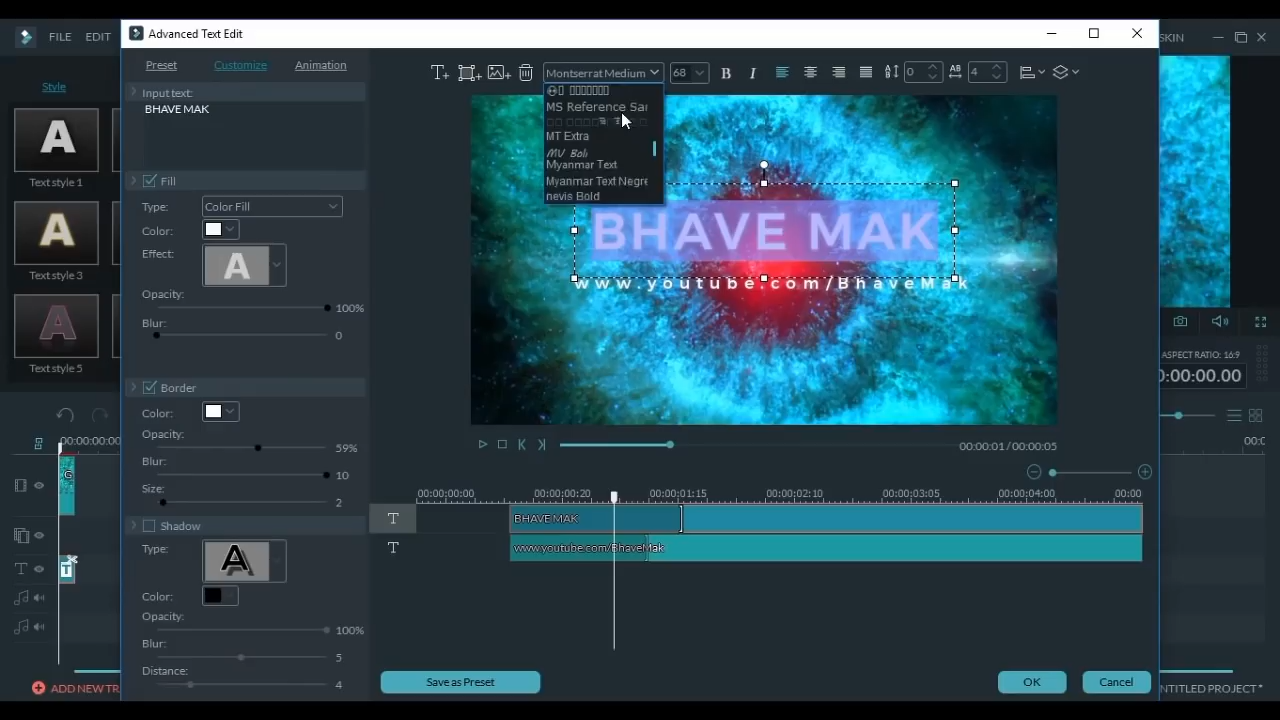 FILE EDIT
Advanced Text Edit
SKIN
Preset Customize Animation
Montserrat Medium 68 B I 0 4
Style
Input text:
BHAVE MAK
MS Reference Sar
MT Extra
MV Boli
Myanmar Text
Myanmar Text Negre
nevis Bold
A
Text style 1
A
Text style 3
A
Text style 5
Fill
Type: Color Fill
Color:
Effect: A
Opacity:
100%
Blur:
0
BHAVE MAK
www.youtube.com/BhaveMak
Border
Color:
Opacity:
59%
Blur:
10
Size:
2
Shadow
Type: A
Color:
Opacity:
100%
Blur:
5
Distance:
4
ASPECT RATIO: 16:9
0:00:00.00
00:00:01/00:00:05
00:00:00:00
00:00:00:00 00:00:00:20 00:00:01:15 00:00:02:10 00:00:03:05 00:00:04:00 00:00
BHAVE MAK
www.youtube.com/BhaveMak
G
T
T
T
T
ADD NEW TR
Save as Preset OK Cancel
NTITLED PROJECT*